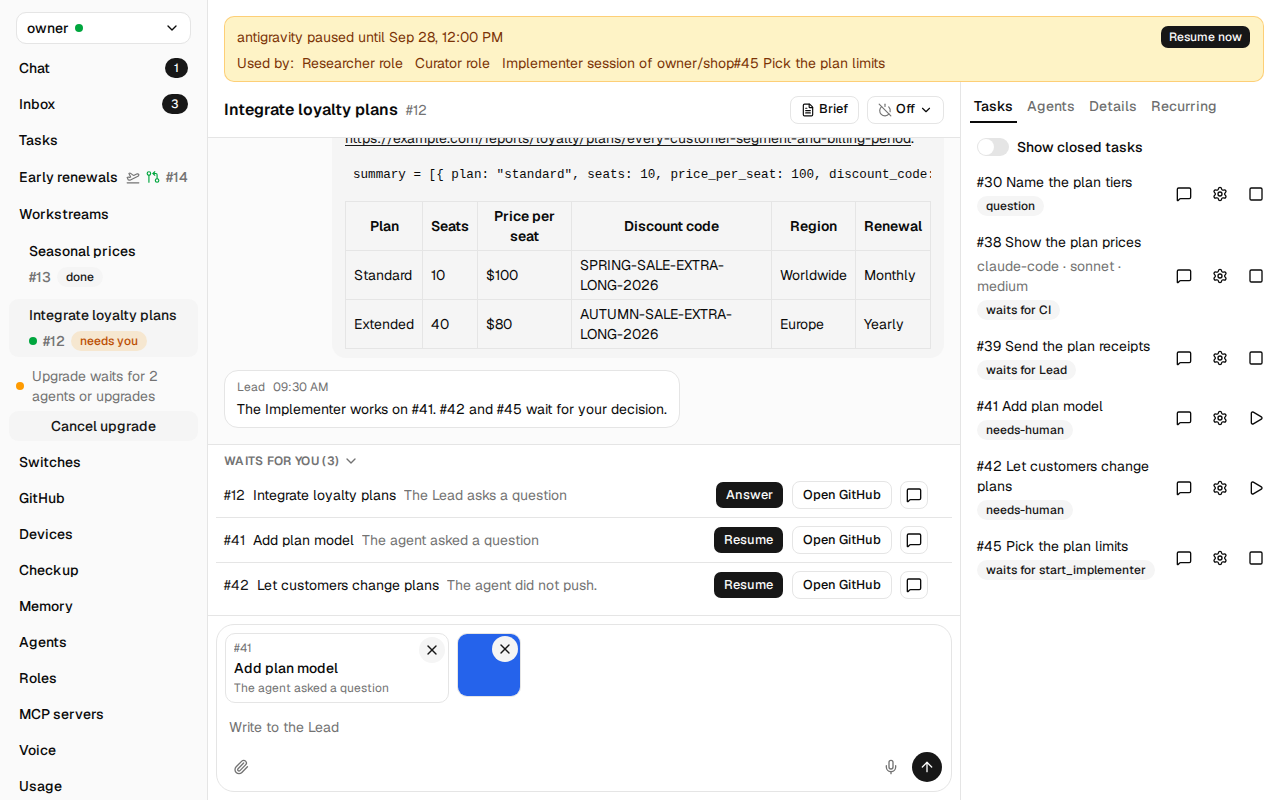 owner
Chat 1
Inbox 3
Tasks
Early renewals #14
Workstreams
Seasonal prices
#13 done
Integrate loyalty plans
#12 needs you
Upgrade waits for 2
agents or upgrades
Cancel upgrade
Switches
GitHub
Devices
Checkup
Memory
Agents
Roles
MCP servers
Voice
Usage
antigravity paused until Sep 28, 12:00 PM
Resume now
Used by: Researcher role Curator role Implementer session of owner/shop#45 Pick the plan limits
Integrate loyalty plans #12
Brief
Off
https://example.com/reports/loyalty/plans/every-customer-segment-and-billing-period.
summary = [{ plan: "standard", seats: 10, price_per_seat: 100, discount_code:
Plan Seats Price per seat Discount code Region Renewal
Standard 10 $100 SPRING-SALE-EXTRA-LONG-2026 Worldwide Monthly
Extended 40 $80 AUTUMN-SALE-EXTRA-LONG-2026 Europe Yearly
Lead 09:30 AM
The Implementer works on #41. #42 and #45 wait for your decision.
WAITS FOR YOU (3)
#12 Integrate loyalty plans The Lead asks a question Answer Open GitHub
#41 Add plan model The agent asked a question Resume Open GitHub
#42 Let customers change plans The agent did not push. Resume Open GitHub
#41
Add plan model
The agent asked a question
Write to the Lead
Tasks Agents Details Recurring
Show closed tasks
#30 Name the plan tiers
question
#38 Show the plan prices
claude-code · sonnet ·
medium
waits for CI
#39 Send the plan receipts
waits for Lead
#41 Add plan model
needs-human
#42 Let customers change
plans
needs-human
#45 Pick the plan limits
waits for start_implementer